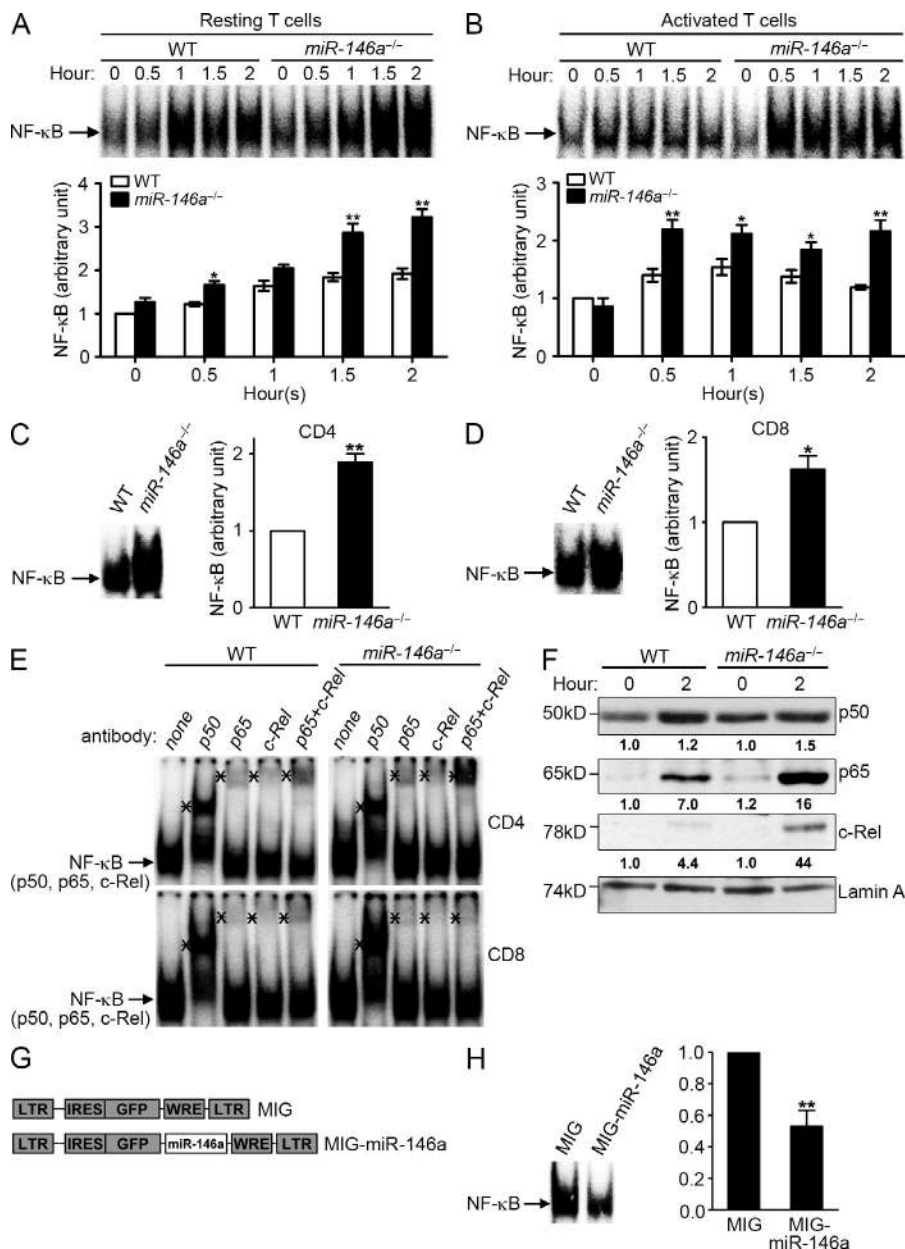 A
Resting T cells
WT miR-146a–/–
Hour: 0 0.5 1 1.5 2 0 0.5 1 1.5 2
NF-κB
WT
miR-146a–/–
NF-κB (arbitrary unit)
4
3
2
1
0
* ** **
0 0.5 1 1.5 2
Hour(s)
B
Activated T cells
WT miR-146a–/–
Hour: 0 0.5 1 1.5 2 0 0.5 1 1.5 2
NF-κB
WT
miR-146a–/–
NF-κB (arbitrary unit)
3
2
1
0
** * * **
0 0.5 1 1.5 2
Hour(s)
C
WT miR-146a–/–
NF-κB
CD4
NF-κB (arbitrary unit)
2
1
0
**
WT miR-146a–/–
D
WT miR-146a–/–
NF-κB
CD8
NF-κB (arbitrary unit)
2
1
0
*
WT miR-146a–/–
E
WT miR-146a–/–
antibody: none p50 p65 c-Rel p65+c-Rel none p50 p65 c-Rel p65+c-Rel
CD4
NF-κB
(p50, p65, c-Rel)
CD8
NF-κB
(p50, p65, c-Rel)
F
WT miR-146a–/–
Hour: 0 2 0 2
50kD p50
1.0 1.2 1.0 1.5
65kD p65
1.0 7.0 1.2 16
78kD c-Rel
1.0 4.4 1.0 44
74kD Lamin A
G
LTR IRES GFP WRE LTR MIG
LTR IRES GFP miR-146a WRE LTR MIG-miR-146a
H
MIG MIG-miR-146a
NF-κB
1.0
0.8
0.6
0.4
0.2
0.0
**
MIG MIG-
miR-146a